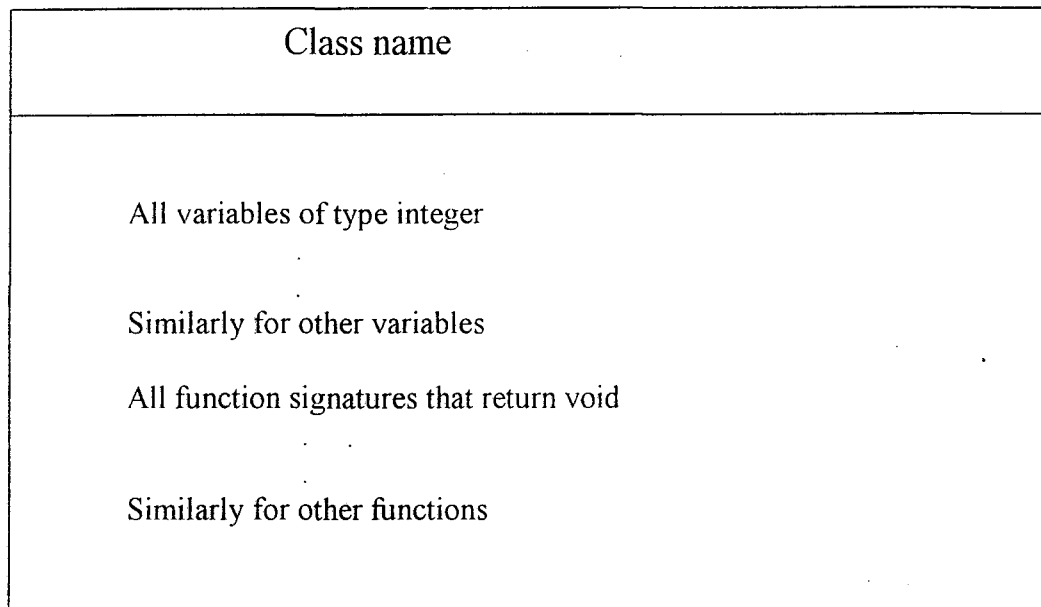 Class name
All variables of type integer
Similarly for other variables
All function signatures that return void
Similarly for other functions